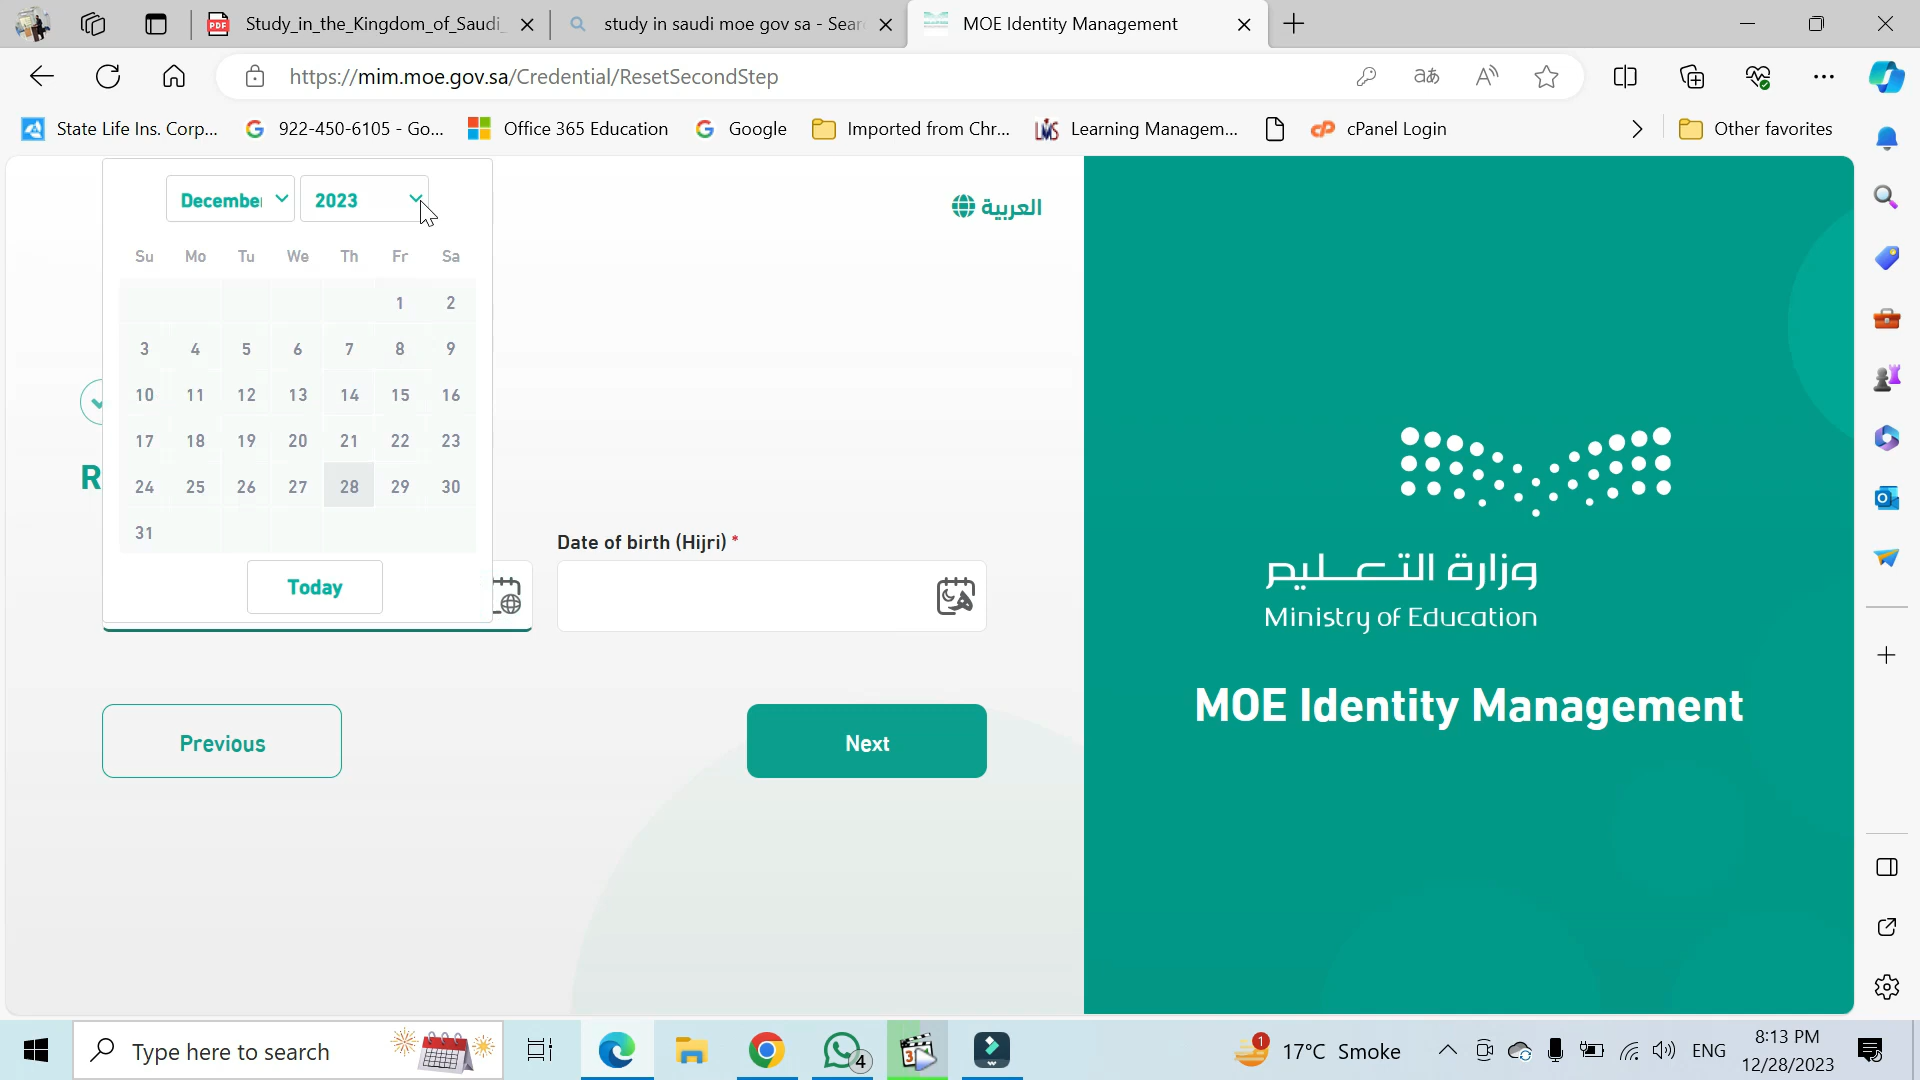 Study_in_the_Kingdom_of_Saudi_
study in saudi moe gov sa - Sear
MOE Identity Management
https://mim.moe.gov.sa/Credential/ResetSecondStep
State Life Ins. Corp...
922-450-6105 - Go...
Office 365 Education
Google
Imported from Chr...
Learning Managem...
cPanel Login
Other favorites
December 2023
العربية
Su Mo Tu We Th Fr Sa
1 2
3 4 5 6 7 8 9
10 11 12 13 14 15 16
17 18 19 20 21 22 23
24 25 26 27 28 29 30
31
Today
R
Date of birth (Hijri) *
Previous
Next
وزارة التعليم
Ministry of Education
MOE Identity Management
Type here to search
4
1
17°C Smoke
ENG
8:13 PM
12/28/2023